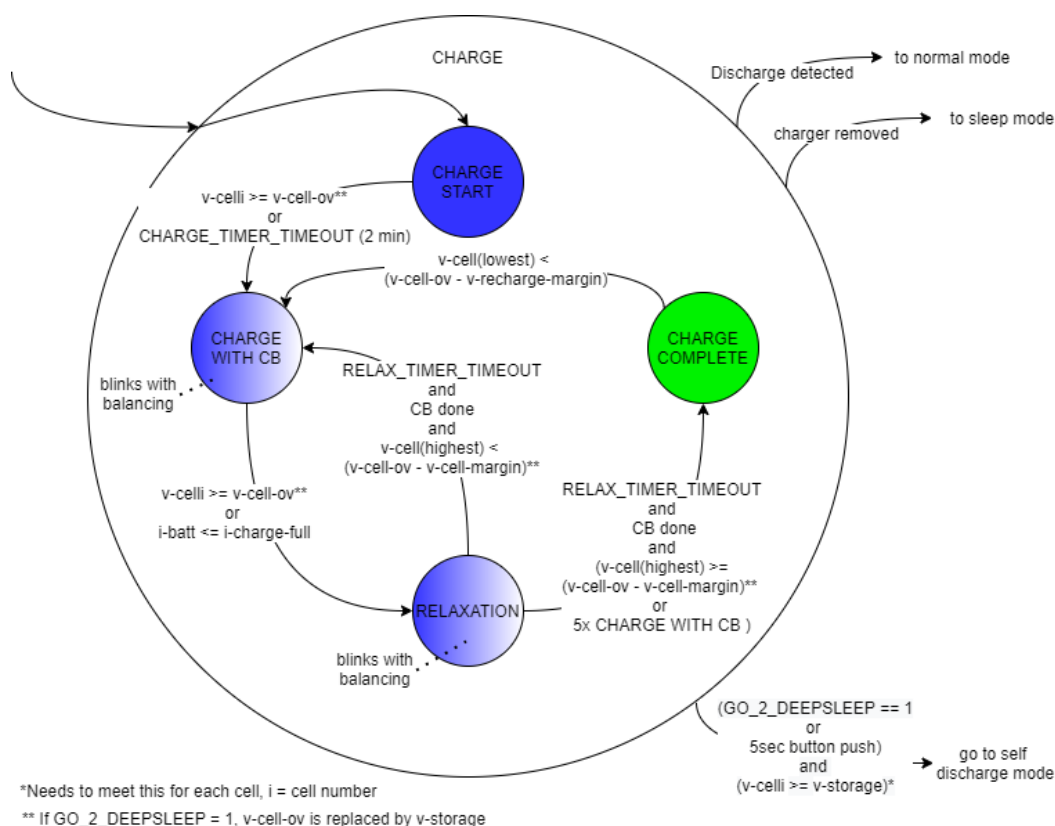 CHARGE
Discharge detected
to normal mode
charger removed
to sleep mode
CHARGE
START
v-celli >= v-cell-ov**
or
CHARGE_TIMER_TIMEOUT (2 min)
v-cell(lowest) <
(v-cell-ov - v-recharge-margin)
CHARGE
WITH CB
CHARGE
COMPLETE
blinks with
balancing
RELAX_TIMER_TIMEOUT
and
CB done
and
v-cell(highest) <
(v-cell-ov - v-cell-margin)**
v-celli >= v-cell-ov**
or
i-batt <= i-charge-full
RELAX_TIMER_TIMEOUT
and
CB done
and
(v-cell(highest) >=
(v-cell-ov - v-cell-margin)**
or
5x CHARGE WITH CB )
RELAXATION
blinks with
balancing
(GO_2_DEEPSLEEP == 1
or
5sec button push)
and
(v-celli >= v-storage)*
go to self
discharge mode
*Needs to meet this for each cell, i = cell number
** If GO_2_DEEPSLEEP = 1, v-cell-ov is replaced by v-storage